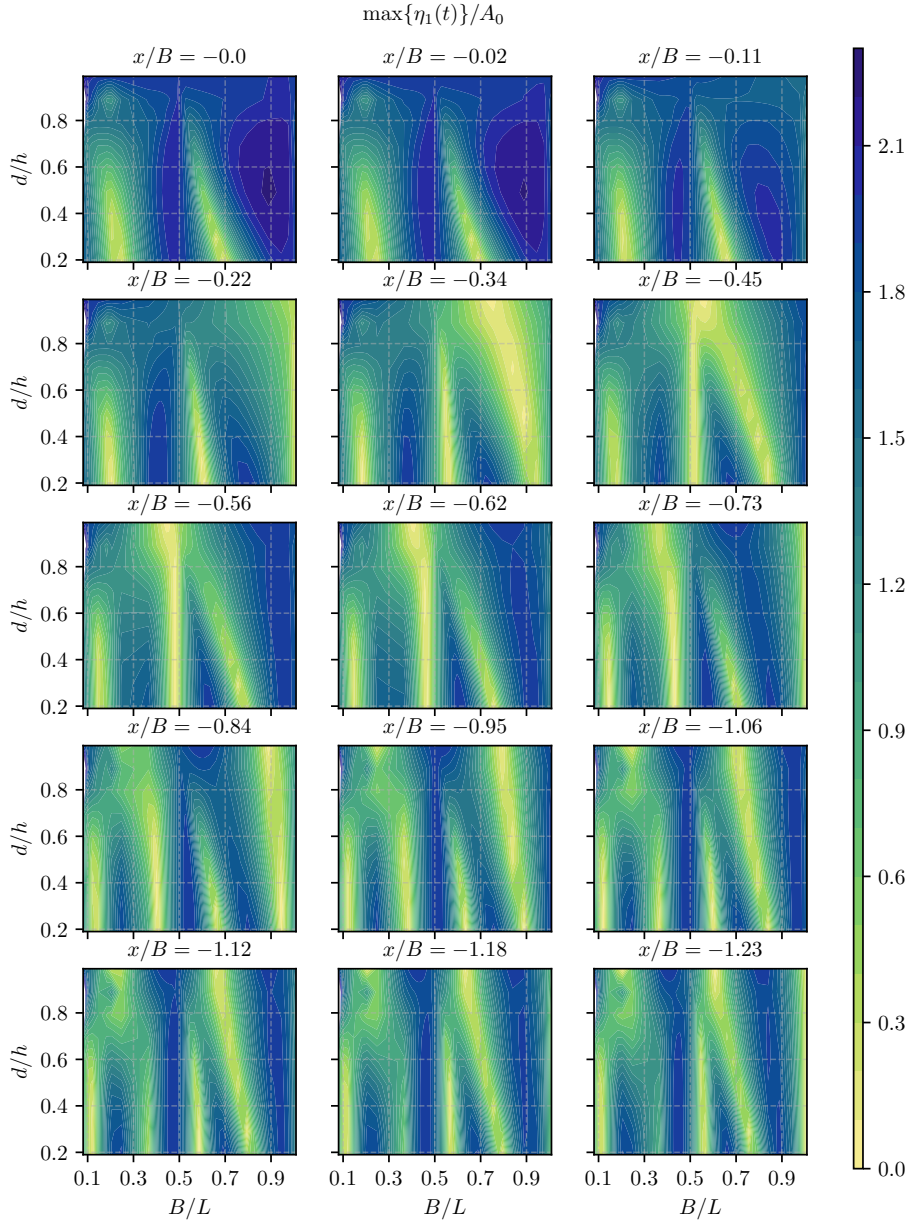 max{η₁(t)}/A₀
x/B = −0.0
x/B = −0.02
x/B = −0.11
0.8
0.6
0.4
0.2
d/h
x/B = −0.22
x/B = −0.34
x/B = −0.45
0.8
0.6
0.4
0.2
d/h
x/B = −0.56
x/B = −0.62
x/B = −0.73
0.8
0.6
0.4
0.2
d/h
x/B = −0.84
x/B = −0.95
x/B = −1.06
0.8
0.6
0.4
0.2
d/h
x/B = −1.12
x/B = −1.18
x/B = −1.23
0.8
0.6
0.4
0.2
d/h
0.1 0.3 0.5 0.7 0.9
0.1 0.3 0.5 0.7 0.9
0.1 0.3 0.5 0.7 0.9
B/L
B/L
B/L
2.1
1.8
1.5
1.2
0.9
0.6
0.3
0.0